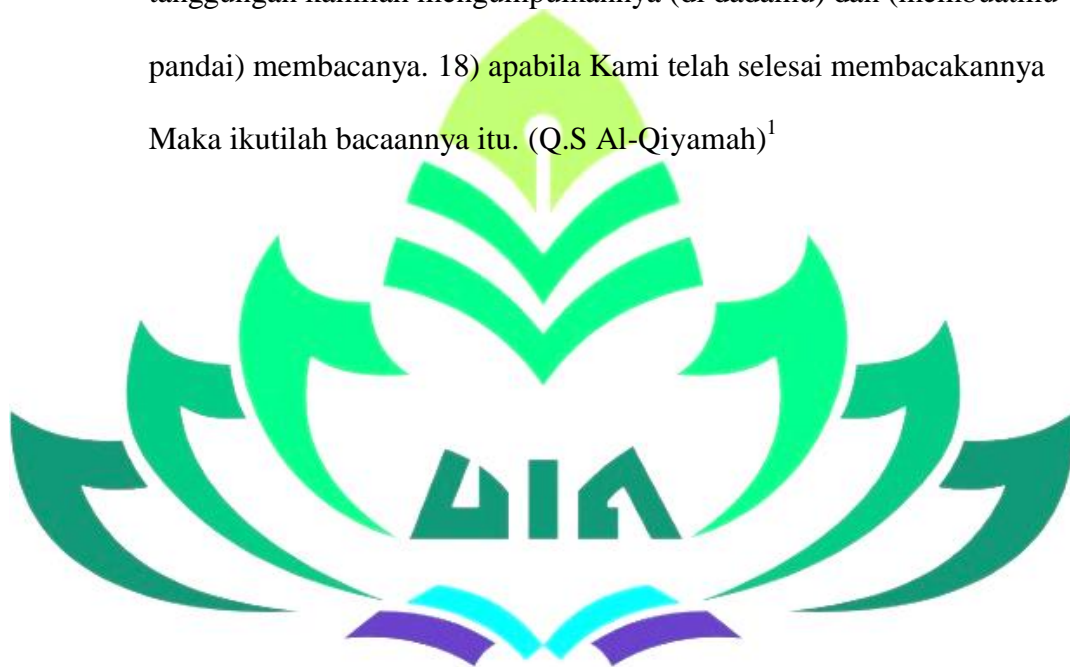 tanggungan kamilah mengumpulkannya (di dadamu) dan (membuatmu
pandai) membacanya. 18) apabila Kami telah selesai membacakannya
Maka ikutilah bacaannya itu. (Q.S Al-Qiyamah)1
UIN